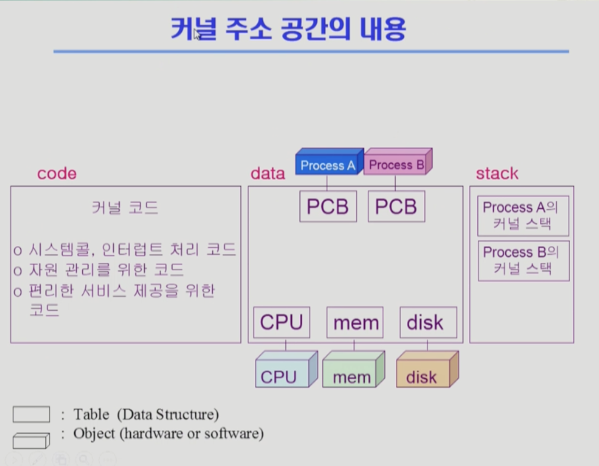 커널 주소 공간의 내용
code
커널 코드
o 시스템콜, 인터럽트 처리 코드
o 자원 관리를 위한 코드
o 편리한 서비스 제공을 위한
코드
data
Process A
Process B
PCB
PCB
CPU
mem
disk
CPU
mem
disk
stack
Process A의
커널 스택
Process B의
커널 스택
: Table (Data Structure)
: Object (hardware or software)